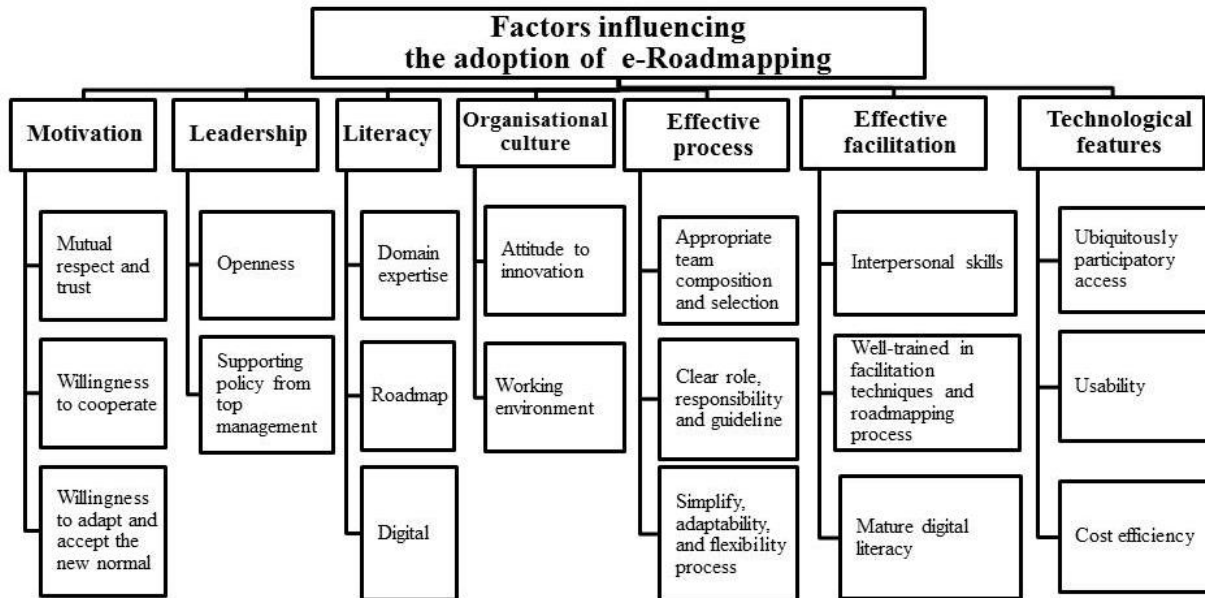 Factors influencing
the adoption of e-Roadmapping
Motivation
Leadership
Literacy
Organisational
culture
Effective
process
Effective
facilitation
Technological
features
Mutual
respect and
trust
Openness
Domain
expertise
Attitude to
innovation
Appropriate
team
composition
and selection
Interpersonal skills
Ubiquitously
participatory
access
Willingness
to cooperate
Supporting
policy from
top
management
Roadmap
Working
environment
Clear role,
responsibility
and guideline
Well-trained in
facilitation
techniques and
roadmapping
process
Usability
Willingness
to adapt and
accept the
new normal
Digital
Simplify,
adaptability,
and flexibility
process
Mature digital
literacy
Cost efficiency